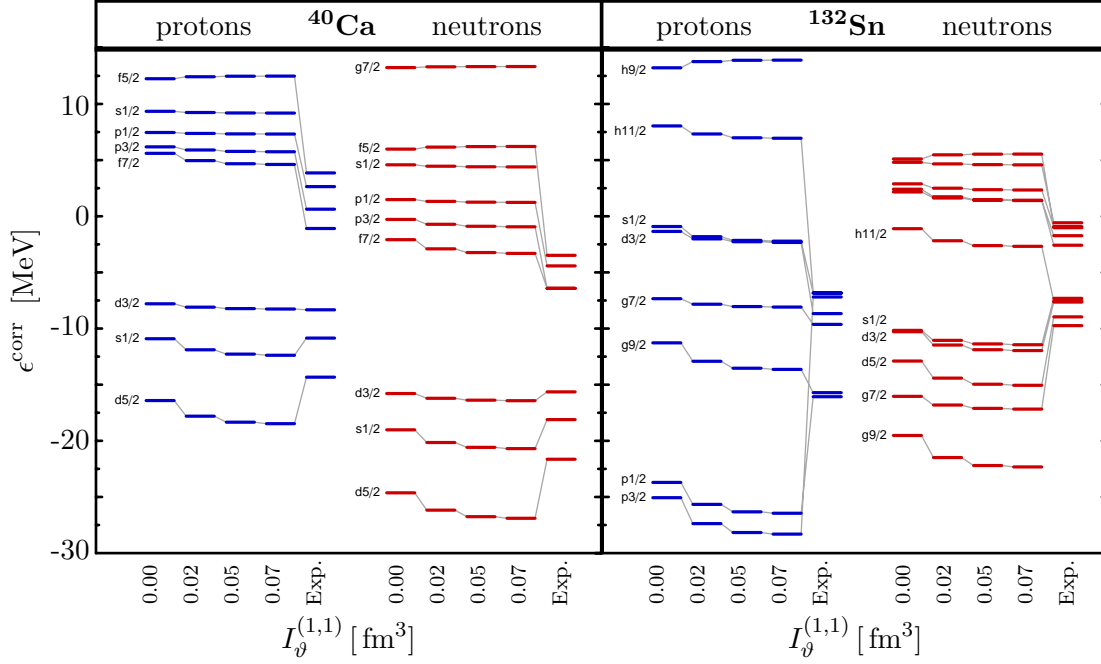 protons ⁴⁰Ca neutrons protons ¹³²Sn neutrons
ϵ^corr [MeV]
10
0
-10
-20
-30
f5/2
s1/2
p1/2
p3/2
f7/2
d3/2
s1/2
d5/2
g7/2
f5/2
s1/2
p1/2
p3/2
f7/2
d3/2
s1/2
d5/2
h9/2
h11/2
s1/2
d3/2
g7/2
g9/2
p1/2
p3/2
h11/2
s1/2
d3/2
d5/2
g7/2
g9/2
0.00 0.02 0.05 0.07 Exp. 0.00 0.02 0.05 0.07 Exp. 0.00 0.02 0.05 0.07 Exp. 0.00 0.02 0.05 0.07 Exp.
I_ϑ^(1,1) [fm³] I_ϑ^(1,1) [fm³]